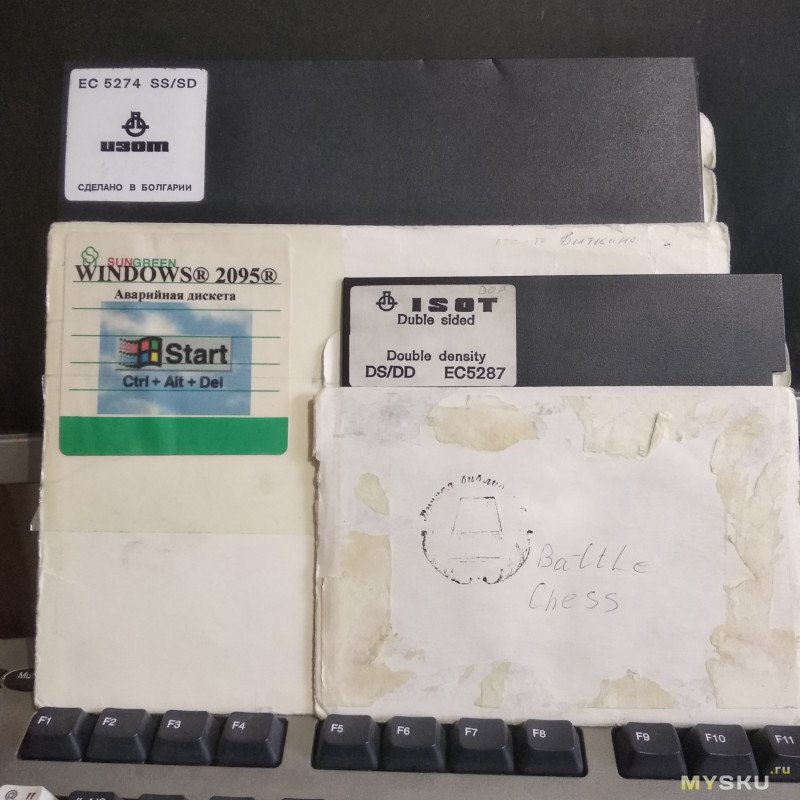 EC 5274 SS/SD
изот
СДЕЛАНО В БОЛГАРИИ
SUNGREEN
WINDOWS® 2095®
Аварийная дискета
Start
Ctrl + Alt + Del
ISOT
Duble sided
Double density
DS/DD EC5287
Battle
Chess
F1 F2 F3 F4 F5 F6 F7 F8 F9 F10 F11
@ "
MYSKU.ru